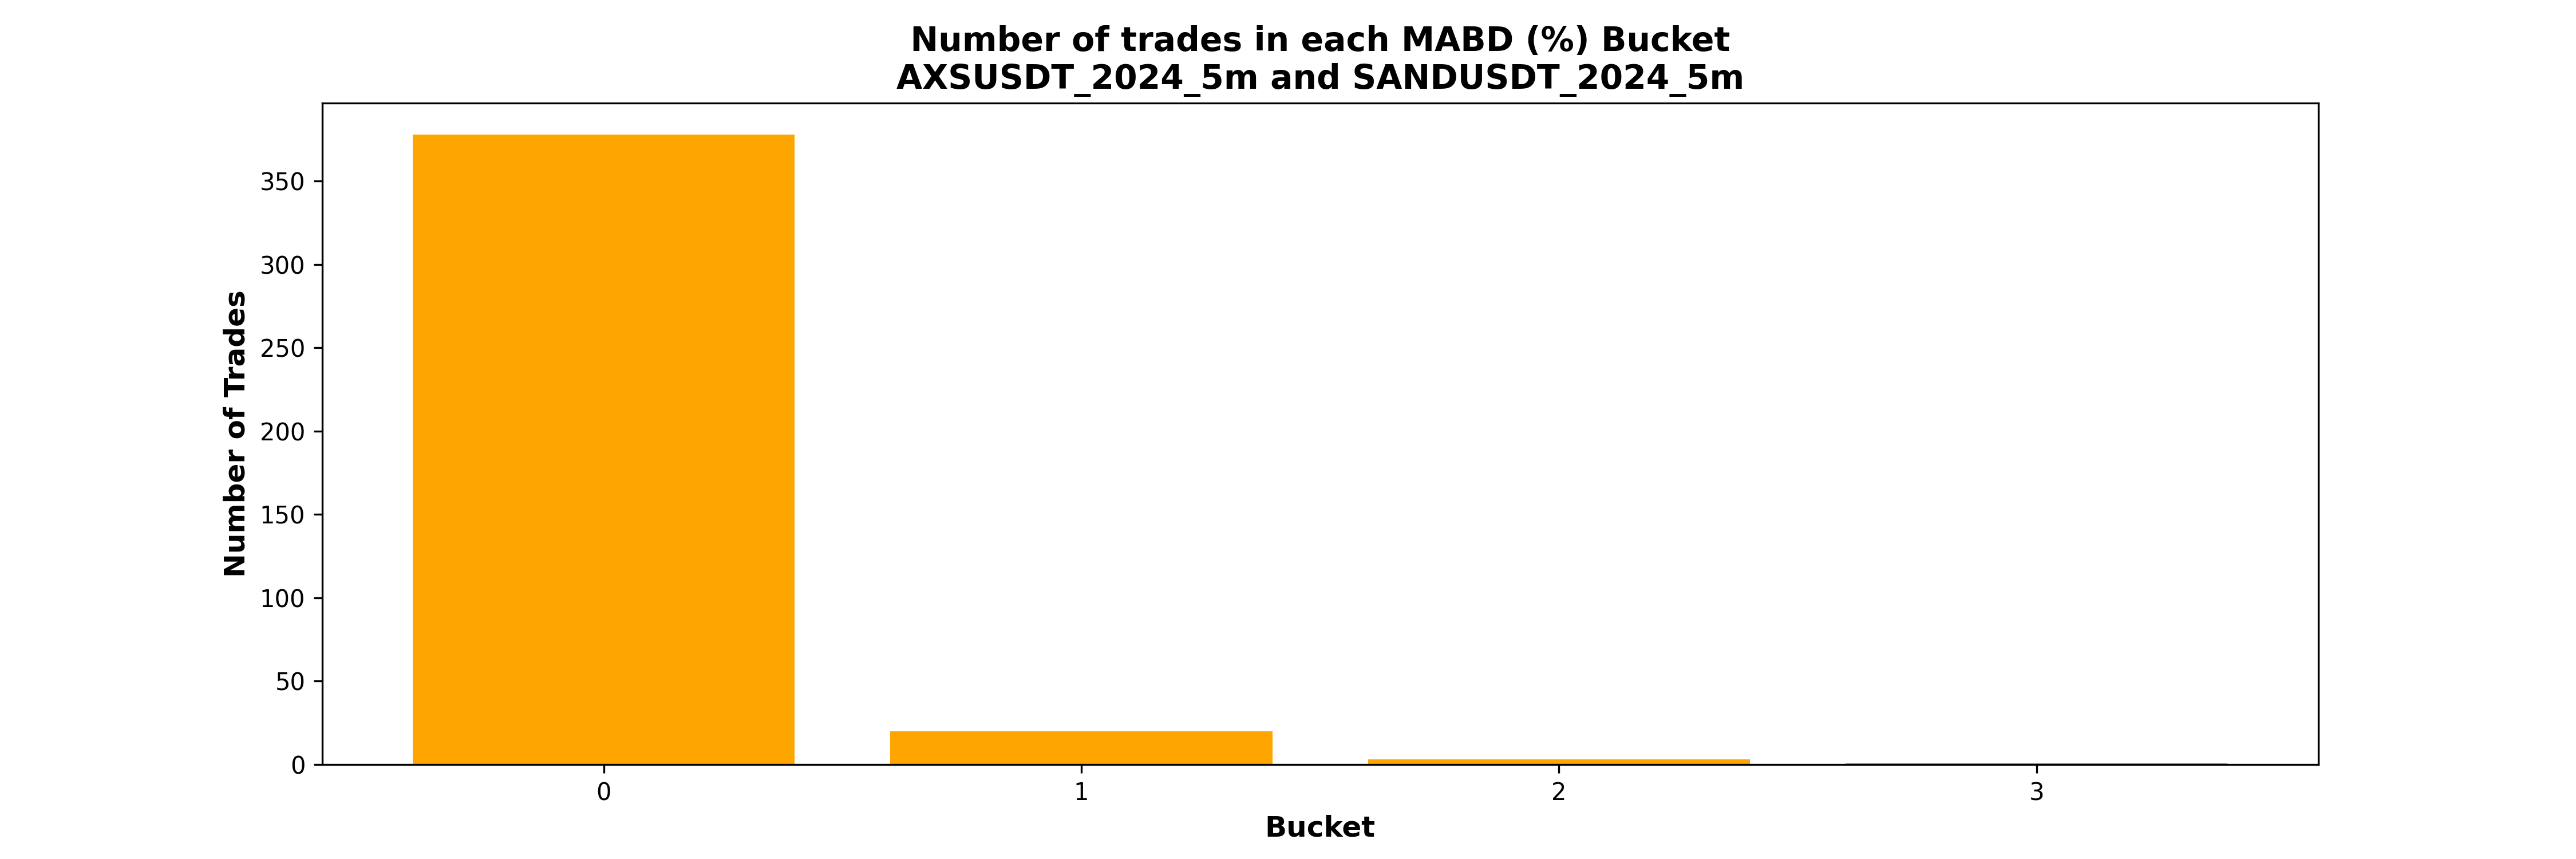 Number of trades in each MABD (%) Bucket
AXSUSDT_2024_5m and SANDUSDT_2024_5m
Number of Trades
350
300
250
200
150
100
50
0
0 1 2 3
Bucket